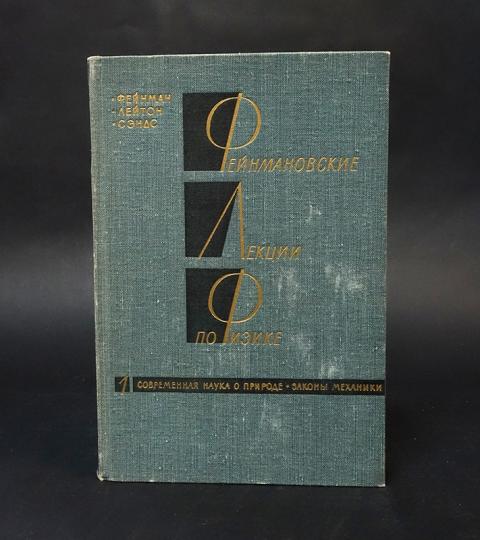 • ФЕЙНМАН
• ЛЕЙТОН
• СЭНДС
ФЕЙНМАНОВСКИЕ
ЛЕКЦИИ
ПО ФИЗИКЕ
1 СОВРЕМЕННАЯ НАУКА О ПРИРОДЕ • ЗАКОНЫ МЕХАНИКИ